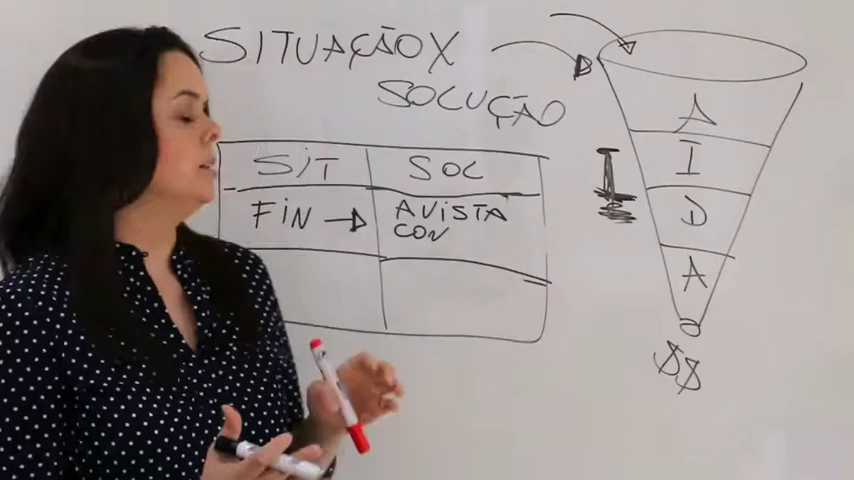 SITUAÇÃO X
SOLUÇÃO
SIT
SOC
FIN
AVISTA
CON
A
I
I
D
A
$$